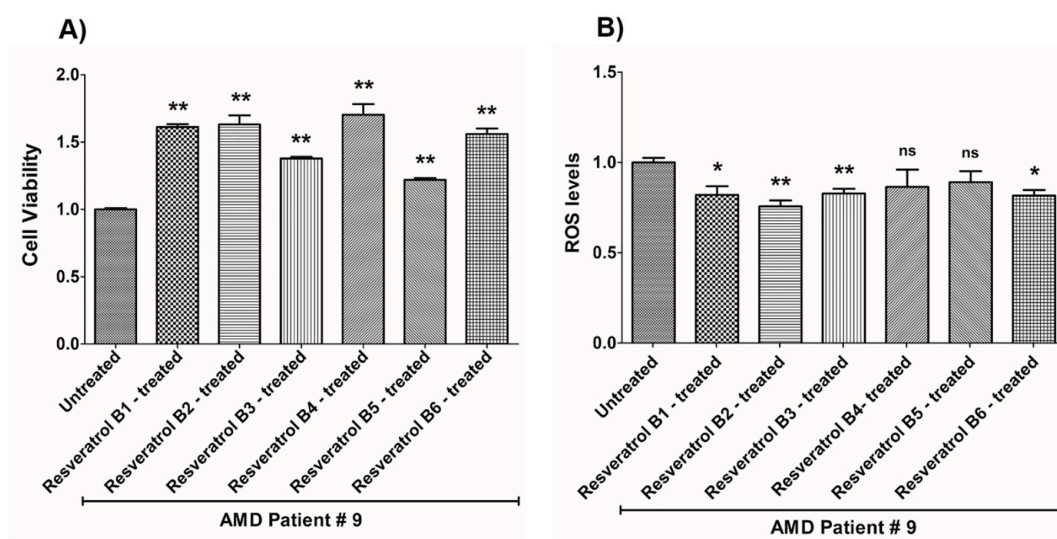 A)
Cell Viability
2.0
1.5
1.0
0.5
0.0
**
**
**
**
**
**
Untreated
Resveratrol B1 - treated
Resveratrol B2 - treated
Resveratrol B3 - treated
Resveratrol B4 - treated
Resveratrol B5 - treated
Resveratrol B6 - treated
AMD Patient # 9
B)
ROS levels
1.5
1.0
0.5
0.0
*
**
**
ns
ns
*
Untreated
Resveratrol B1 - treated
Resveratrol B2 - treated
Resveratrol B3 - treated
Resveratrol B4- treated
Resveratrol B5 - treated
Resveratrol B6 - treated
AMD Patient # 9